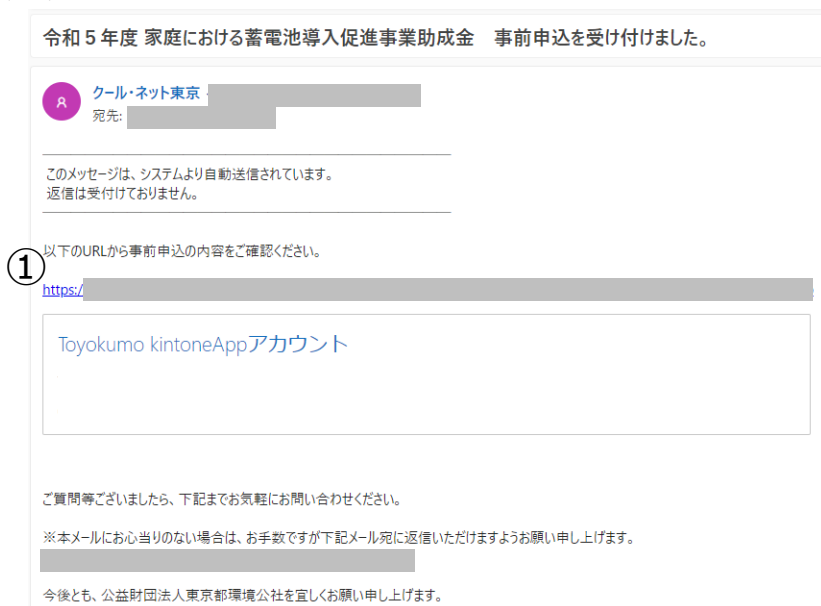 令和５年度 家庭における蓄電池導入促進事業助成金　事前申込を受け付けました。
クール・ネット東京
宛先:
このメッセージは、システムより自動送信されています。
返信は受付けておりません。
以下のURLから事前申込の内容をご確認ください。
①
https:/
Toyokumo kintoneAppアカウント
ご質問等ございましたら、下記までお気軽にお問い合わせください。
※本メールにお心当りのない場合は、お手数ですが下記メール宛に返信いただけますようお願い申し上げます。
今後とも、公益財団法人東京都環境公社を宜しくお願い申し上げます。